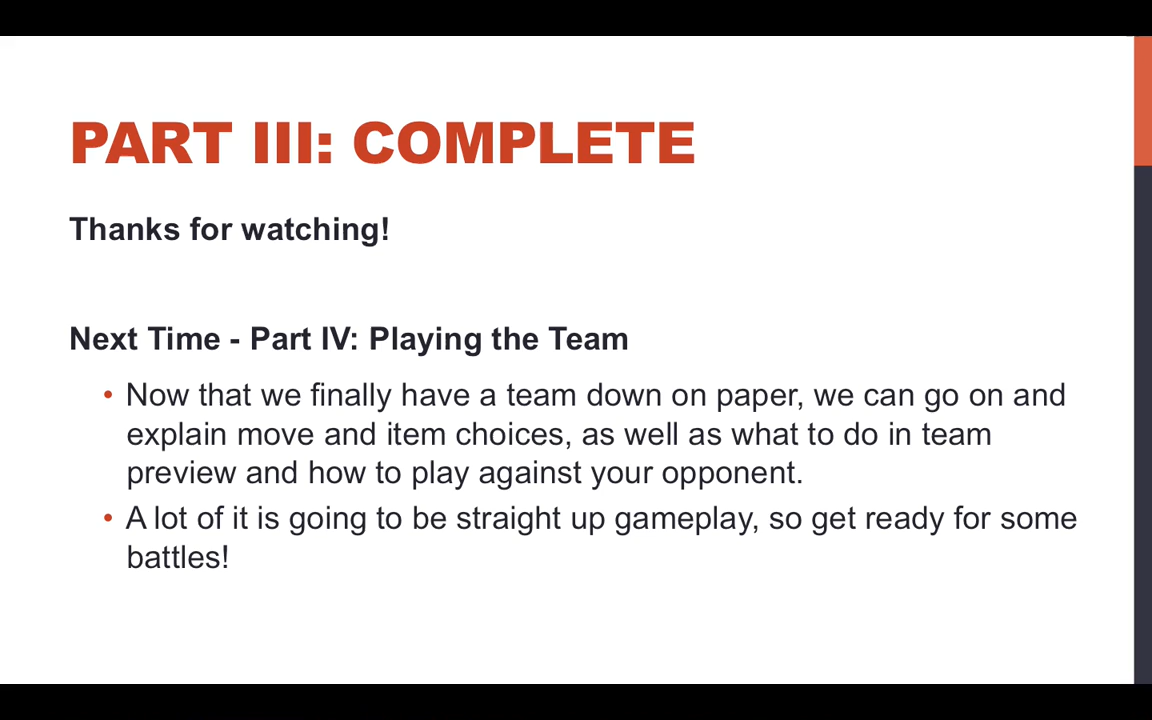 PART III: COMPLETE
Thanks for watching!
Next Time - Part IV: Playing the Team
• Now that we finally have a team down on paper, we can go on and
explain move and item choices, as well as what to do in team
preview and how to play against your opponent.
• A lot of it is going to be straight up gameplay, so get ready for some
battles!